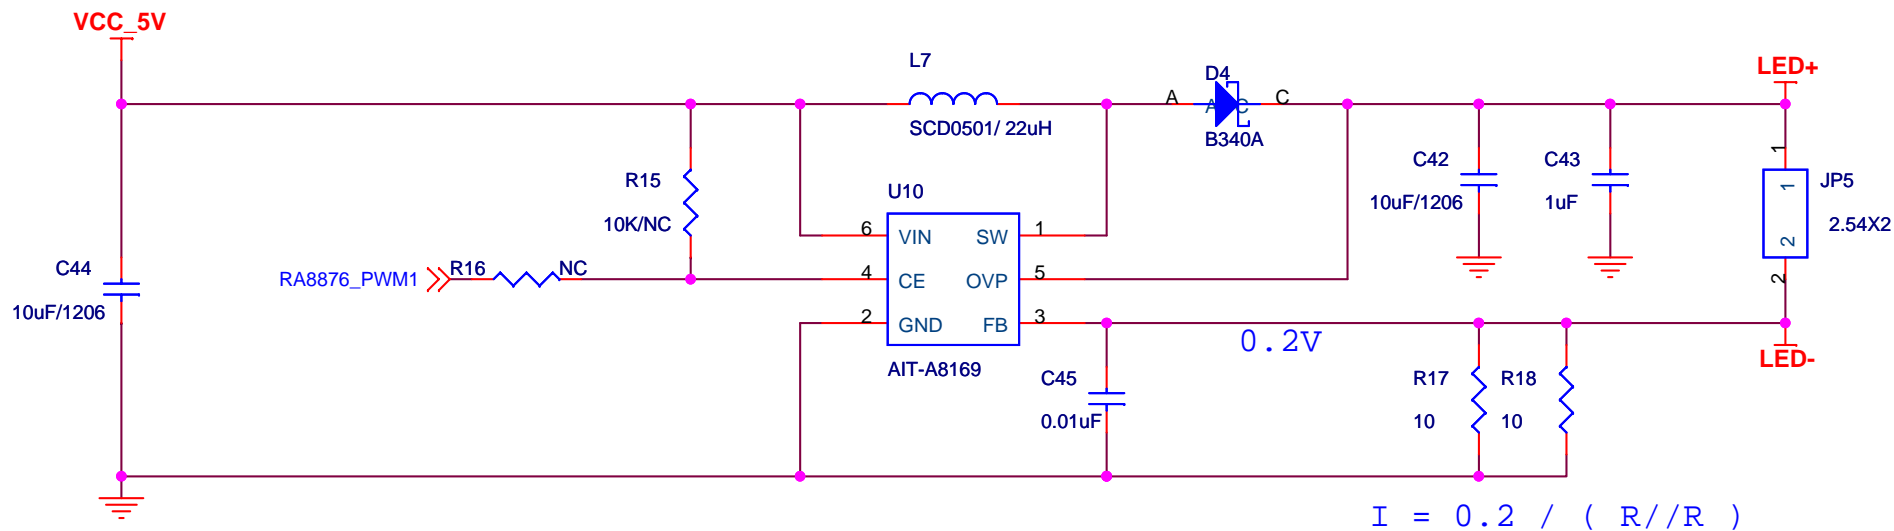 VCC_5V
L7
SCD0501/ 22uH
A
D4
A C
C
B340A
LED+
R15
10K/NC
U10
C42
10uF/1206
C43
1uF
1
1
JP5
2.54X2
2
2
6
VIN
SW
1
C44
10uF/1206
RA8876_PWM1
R16
NC
4
CE
OVP
5
2
GND
FB
3
0.2V
LED-
AIT-A8169
C45
0.01uF
R17
10
R18
10
I = 0.2 / ( R//R )